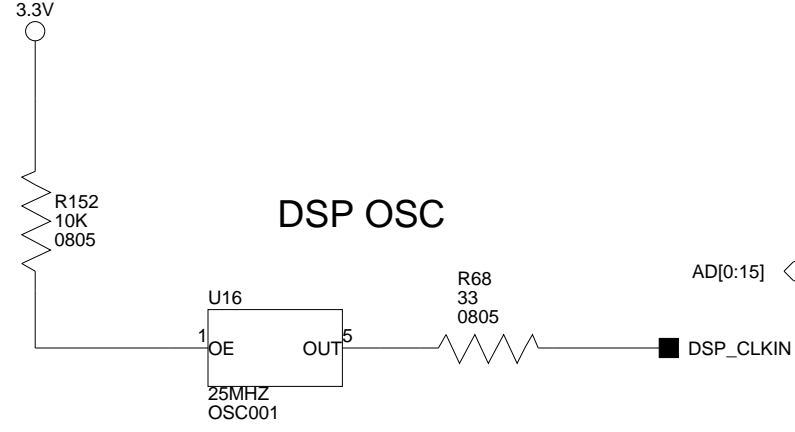 3.3V
R152
10K
0805
DSP OSC
AD[0:15]
R68
33
0805
U16
1
OE
OUT
5
DSP_CLKIN
25MHZ
OSC001